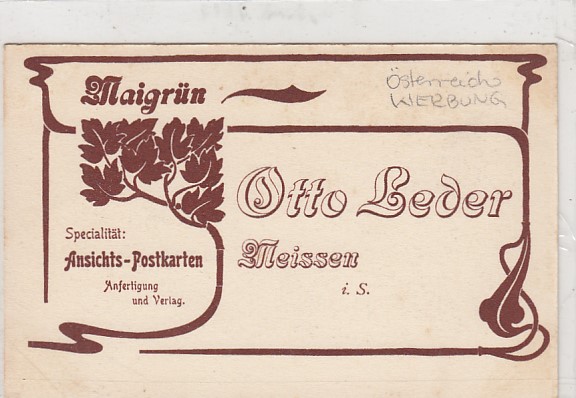 Maigrün
Österreich
WERBUNG
Otto Leder
Specialität:
Ansichts-Postkarten
Meissen
Anfertigung
und Verlag.
i. S.